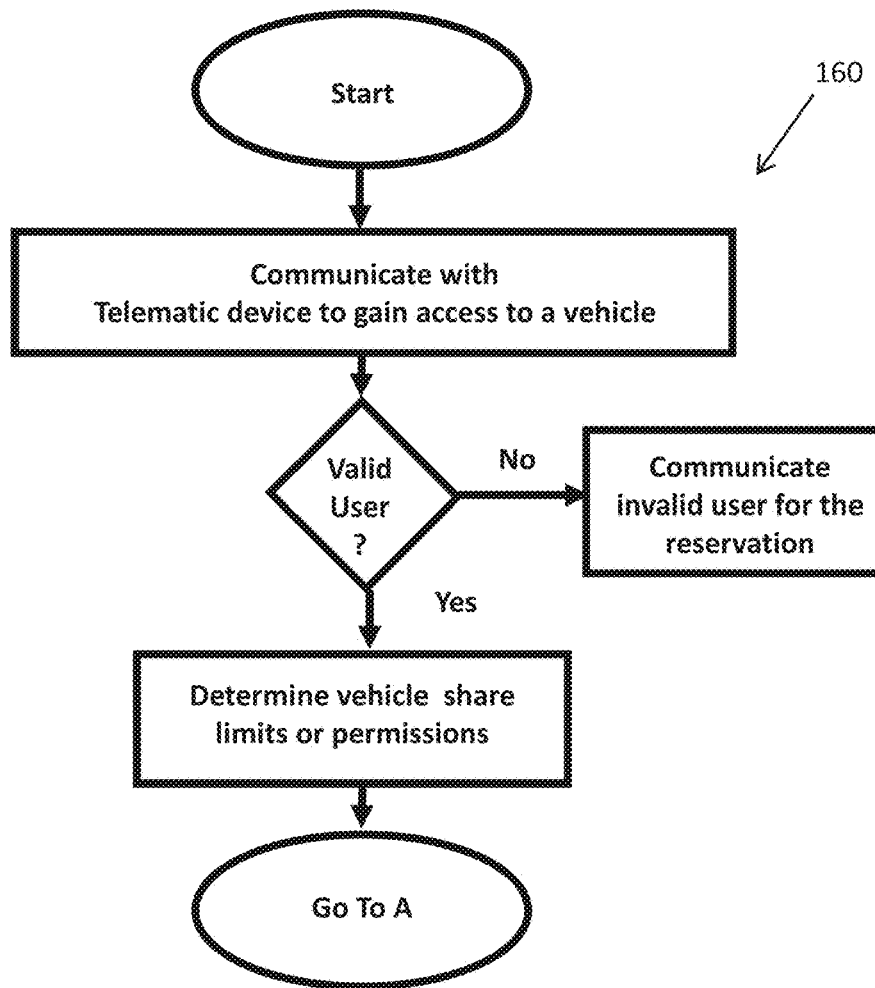 Start
160
Communicate with
Telematic device to gain access to a vehicle
Valid
User
?
No
Communicate
invalid user for the
reservation
Yes
Determine vehicle share
limits or permissions
Go To A